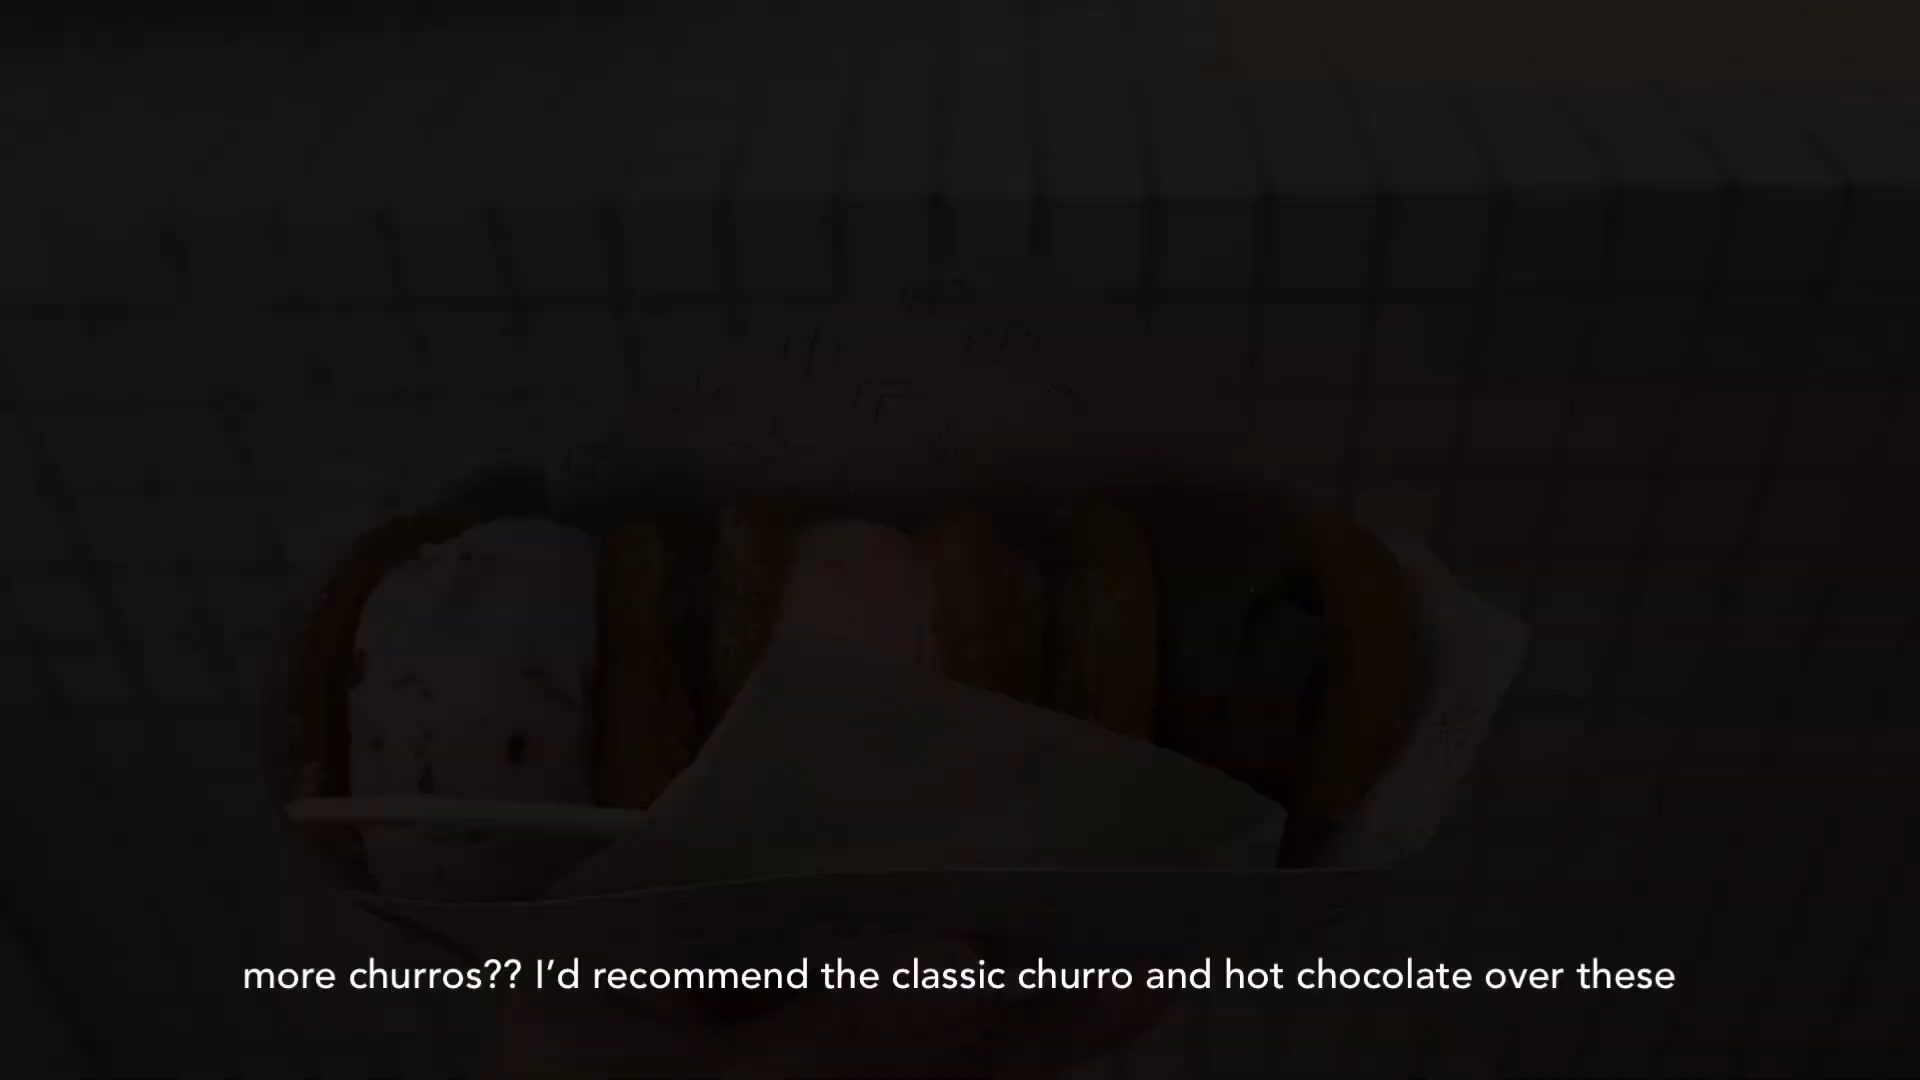 more churros?? I’d recommend the classic churro and hot chocolate over these